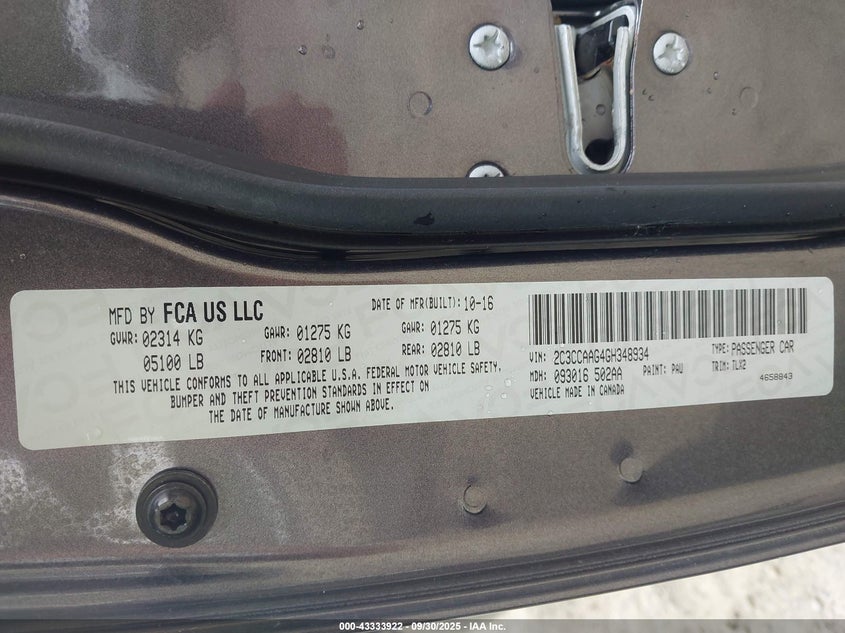 MFD BY FCA US LLC DATE OF MFR(BUILT): 10-16
GVWR: 02314 KG GAWR: 01275 KG GAWR: 01275 KG
05100 LB FRONT: 02810 LB REAR: 02810 LB
THIS VEHICLE CONFORMS TO ALL APPLICABLE U.S.A. FEDERAL MOTOR VEHICLE SAFETY,
BUMPER AND THEFT PREVENTION STANDARDS IN EFFECT ON
THE DATE OF MANUFACTURE SHOWN ABOVE.
VIN: 2C3CCAAG4GH348934 TYPE: PASSENGER CAR
MDH: 093016 502AA PAINT: PAU TRIM: TLX2
VEHICLE MADE IN CANADA 4658843
000-43333922 - 09/30/2025 - IAA Inc.